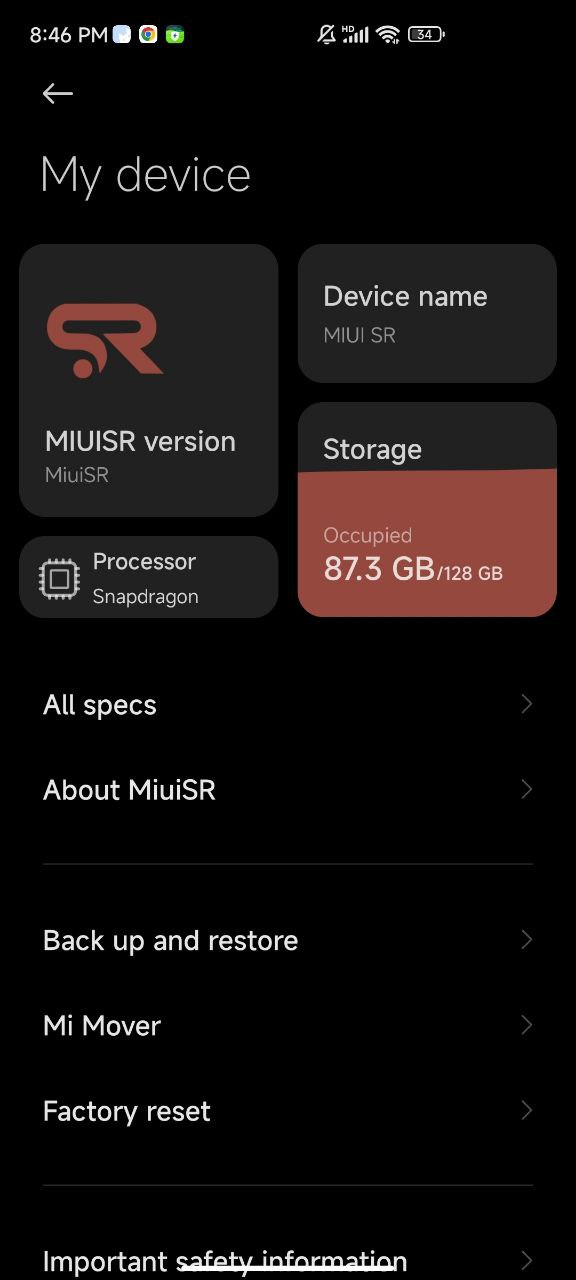 8:46 PM HD 34
My device
SR
MIUISR version
MiuiSR
Device name
MIUI SR
Storage
Occupied
87.3 GB/128 GB
Processor
Snapdragon
All specs
About MiuiSR
Back up and restore
Mi Mover
Factory reset
Important safety information